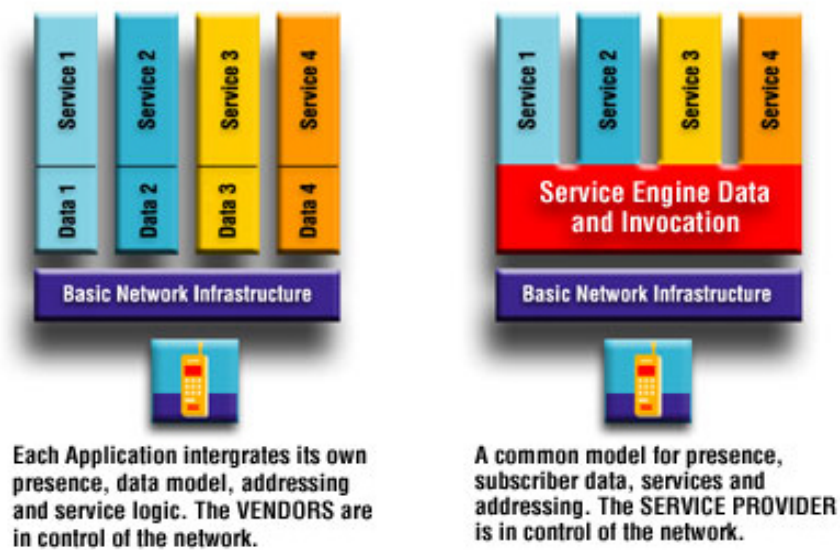 Service 1
Service 2
Service 3
Service 4
Data 1
Data 2
Data 3
Data 4
Basic Network Infrastructure
Each Application intergrates its own
presence, data model, addressing
and service logic. The VENDORS are
in control of the network.
Service 1
Service 2
Service 3
Service 4
Service Engine Data
and Invocation
Basic Network Infrastructure
A common model for presence,
subscriber data, services and
addressing. The SERVICE PROVIDER
is in control of the network.